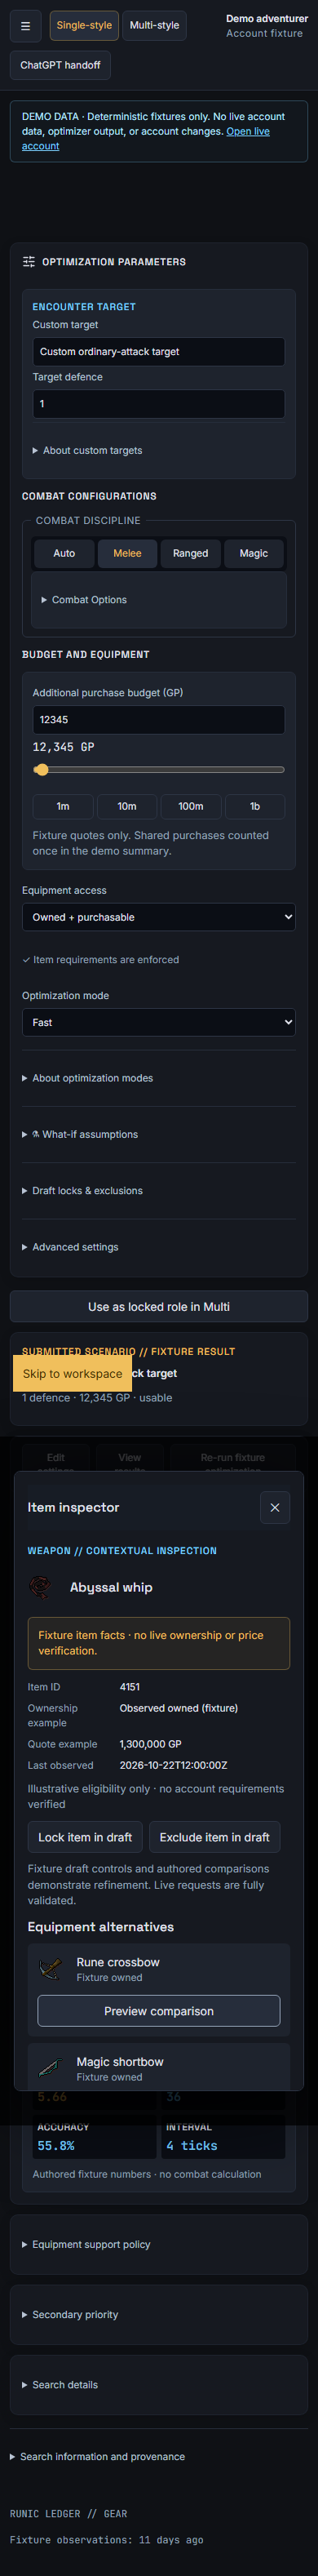 ☰
Single-style
Multi-style
Demo adventurer
Account fixture
ChatGPT handoff
DEMO DATA · Deterministic fixtures only. No live account
data, optimizer output, or account changes. Open live
account
OPTIMIZATION PARAMETERS
ENCOUNTER TARGET
Custom target
Custom ordinary-attack target
Target defence
1
▶ About custom targets
COMBAT CONFIGURATIONS
COMBAT DISCIPLINE
Auto
Melee
Ranged
Magic
▶ Combat Options
BUDGET AND EQUIPMENT
Additional purchase budget (GP)
12345
12,345 GP
1m
10m
100m
1b
Fixture quotes only. Shared purchases counted
once in the demo summary.
Equipment access
Owned + purchasable
✓ Item requirements are enforced
Optimization mode
Fast
▶ About optimization modes
▶ ⚗ What-if assumptions
▶ Draft locks & exclusions
▶ Advanced settings
Use as locked role in Multi
SUBMITTED SCENARIO // FIXTURE RESULT
Skip to workspace
ck target
1 defence · 12,345 GP · usable
Edit
View
Re-run fixture
Item inspector
WEAPON // CONTEXTUAL INSPECTION
Abyssal whip
Fixture item facts · no live ownership or price
verification.
Item ID
4151
Ownership
example
Observed owned (fixture)
Quote example
1,300,000 GP
Last observed
2026-10-22T12:00:00Z
Illustrative eligibility only · no account requirements
verified
Lock item in draft
Exclude item in draft
Fixture draft controls and authored comparisons
demonstrate refinement. Live requests are fully
validated.
Equipment alternatives
Rune crossbow
Fixture owned
Preview comparison
Magic shortbow
Fixture owned
5.66
36
ACCURACY
55.8%
INTERVAL
4 ticks
Authored fixture numbers · no combat calculation
▶ Equipment support policy
▶ Secondary priority
▶ Search details
▶ Search information and provenance
RUNIC LEDGER // GEAR
Fixture observations: 11 days ago